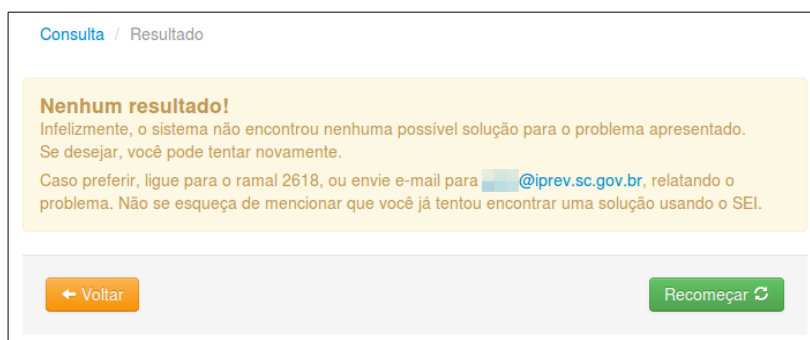 Consulta / Resultado
Nenhum resultado!
Infelizmente, o sistema não encontrou nenhuma possível solução para o problema apresentado.
Se desejar, você pode tentar novamente.
Caso preferir, ligue para o ramal 2618, ou envie e-mail para @iprev.sc.gov.br, relatando o
problema. Não se esqueça de mencionar que você já tentou encontrar uma solução usando o SEI.
Voltar
Recomeçar